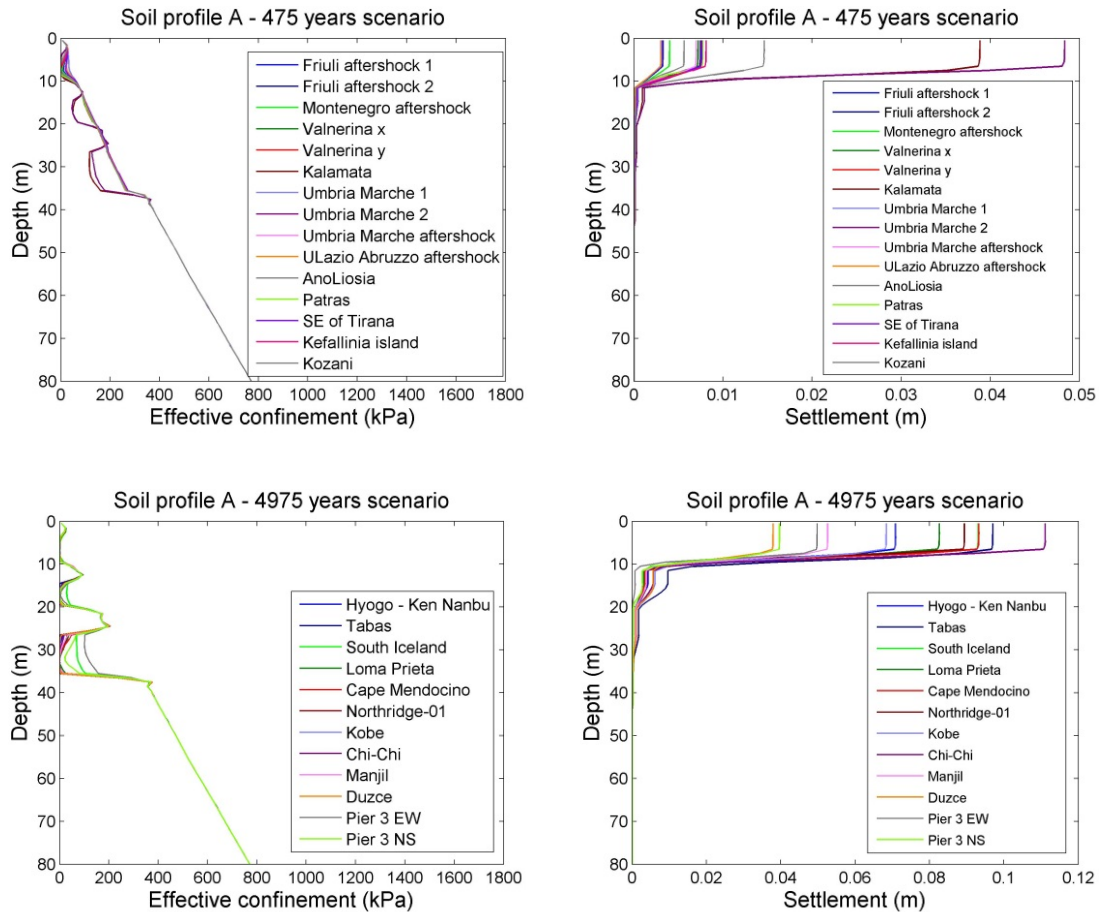 Soil profile A - 475 years scenario
0
10
20
30
40
50
60
70
80
Depth (m)
Friuli aftershock 1
Friuli aftershock 2
Montenegro aftershock
Valnerina x
Valnerina y
Kalamata
Umbria Marche 1
Umbria Marche 2
Umbria Marche aftershock
ULazio Abruzzo aftershock
AnoLiosia
Patras
SE of Tirana
Kefallinia island
Kozani
0 200 400 600 800 1000 1200 1400 1600 1800
Effective confinement (kPa)
Soil profile A - 475 years scenario
0
10
20
30
40
50
60
70
80
Depth (m)
Friuli aftershock 1
Friuli aftershock 2
Montenegro aftershock
Valnerina x
Valnerina y
Kalamata
Umbria Marche 1
Umbria Marche 2
Umbria Marche aftershock
ULazio Abruzzo aftershock
AnoLiosia
Patras
SE of Tirana
Kefallinia island
Kozani
0 0.01 0.02 0.03 0.04 0.05
Settlement (m)
Soil profile A - 4975 years scenario
0
10
20
30
40
50
60
70
80
Depth (m)
Hyogo - Ken Nanbu
Tabas
South Iceland
Loma Prieta
Cape Mendocino
Northridge-01
Kobe
Chi-Chi
Manjil
Duzce
Pier 3 EW
Pier 3 NS
0 200 400 600 800 1000 1200 1400 1600 1800
Effective confinement (kPa)
Soil profile A - 4975 years scenario
0
10
20
30
40
50
60
70
80
Depth (m)
Hyogo - Ken Nanbu
Tabas
South Iceland
Loma Prieta
Cape Mendocino
Northridge-01
Kobe
Chi-Chi
Manjil
Duzce
Pier 3 EW
Pier 3 NS
0 0.02 0.04 0.06 0.08 0.1 0.12
Settlement (m)